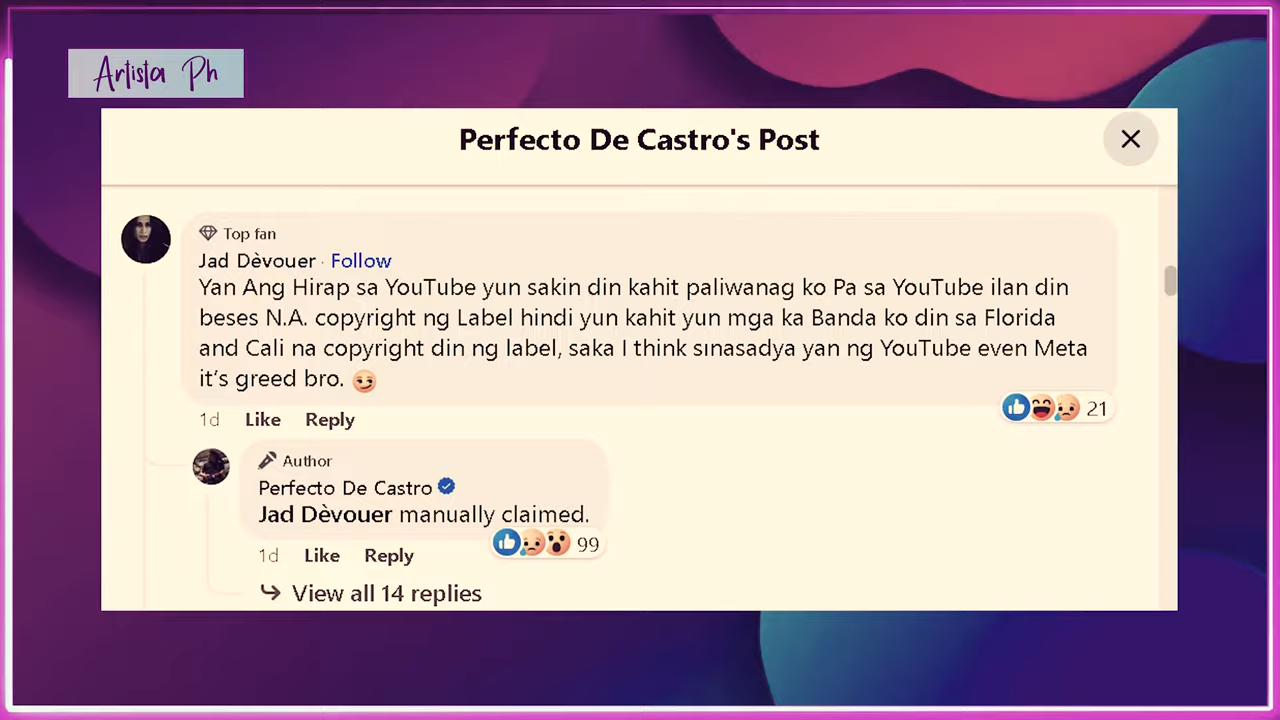 Artista Ph
Perfecto De Castro's Post
Top fan
Jad Dèvouer · Follow
Yan Ang Hirap sa YouTube yun sakin din kahit paliwanag ko Pa sa YouTube ilan din
beses N.A. copyright ng Label hindi yun kahit yun mga ka Banda ko din sa Florida
and Cali na copyright din ng label, saka I think sınasadya yan ng YouTube even Meta
it’s greed bro. 😏
1d Like Reply
21
Author
Perfecto De Castro
Jad Dèvouer manually claimed.
99
1d Like Reply
View all 14 replies